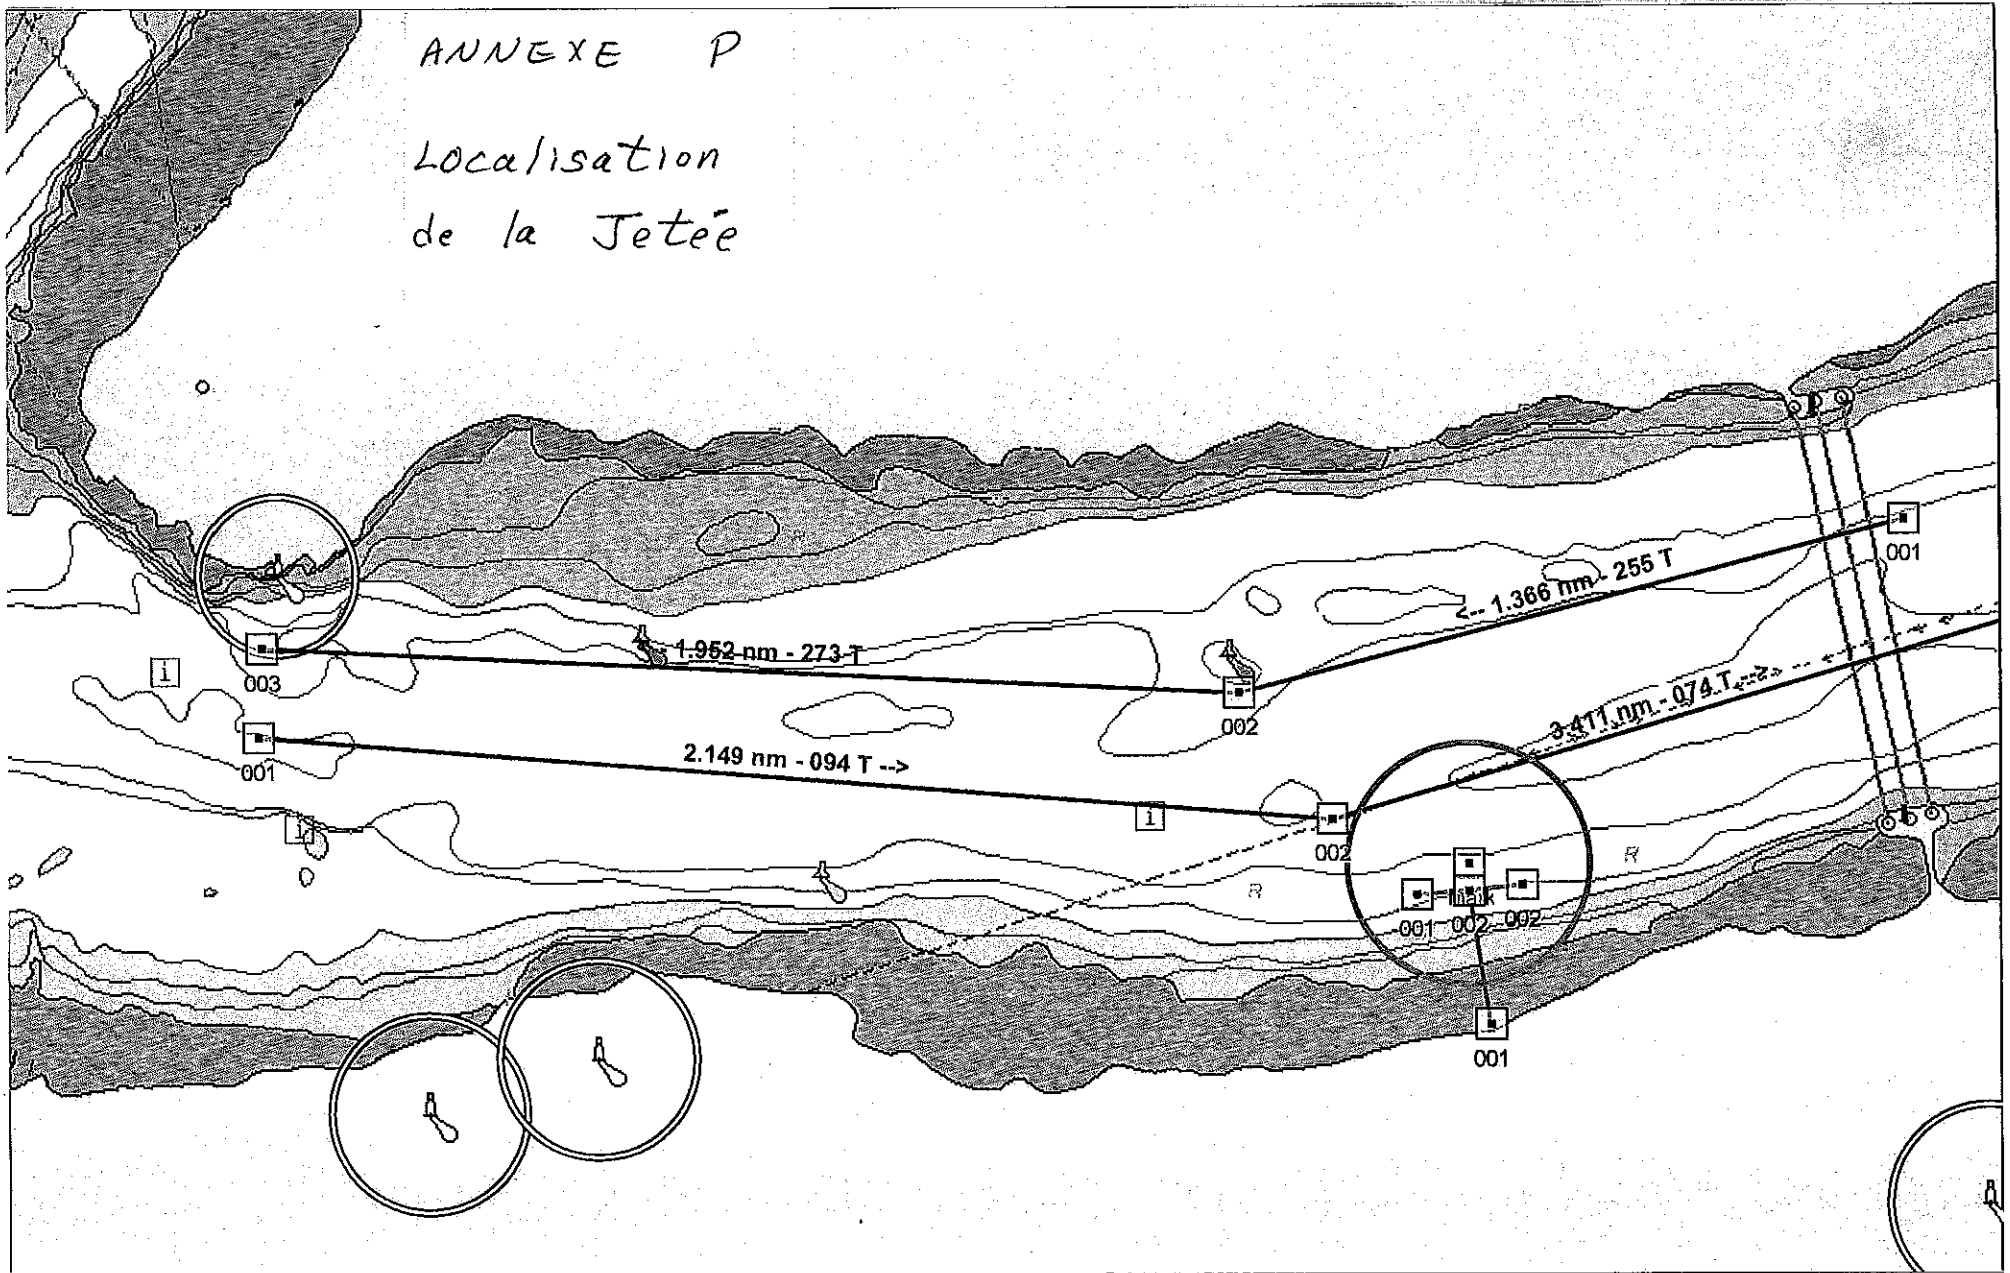 ANNEXE P
Localisation
de la Jetée
001
<-- 1.366 nm - 255 T
1.952 nm - 273 T
i
003
002
3.411 nm - 074 T -->
001
2.149 nm - 094 T -->
i
i
002
R
R
001 002 002
001